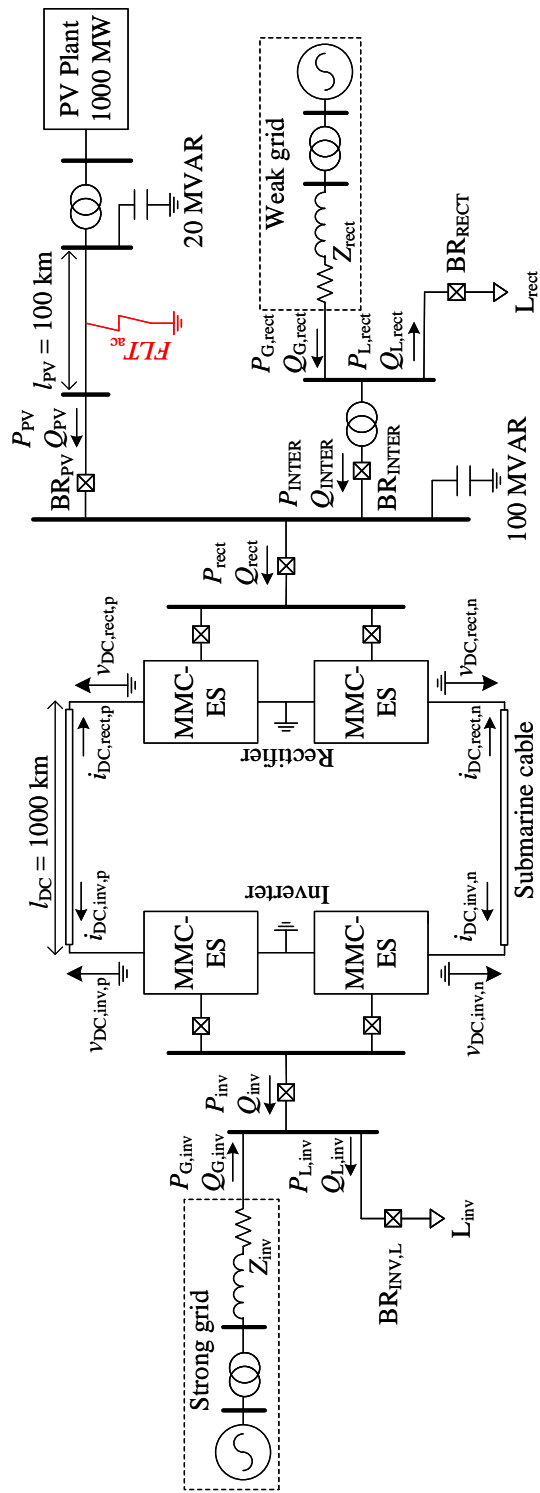 Strong grid
Z_inv
P_G,inv
Q_G,inv
P_L,inv
Q_L,inv
BR_INV,L
L_inv
P_inv
Q_inv
v_DC,inv,p
MMC-
ES
Inverter
MMC-
ES
v_DC,inv,n
i_DC,inv,p
l_DC = 1000 km
i_DC,rect,p
i_DC,inv,n
Submarine cable
i_DC,rect,n
v_DC,rect,p
MMC-
ES
Rectifier
MMC-
ES
v_DC,rect,n
P_rect
Q_rect
P_PV
Q_PV
BR_PV
l_PV = 100 km
FLT_ac
20 MVAR
PV Plant
1000 MW
P_INTER
Q_INTER
BR_INTER
100 MVAR
P_G,rect
Q_G,rect
P_L,rect
Q_L,rect
BR_RECT
L_rect
Z_rect
Weak grid